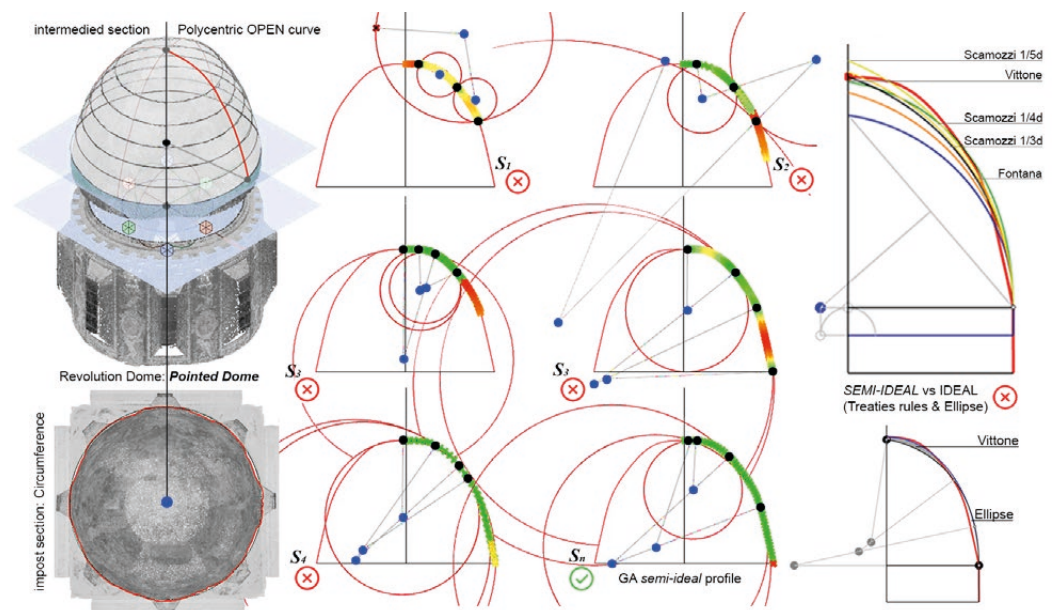 intermedied section
Polycentric OPEN curve
S1
S2
Scamozzi 1/5d
Vittone
Scamozzi 1/4d
Scamozzi 1/3d
Fontana
Revolution Dome: Pointed Dome
S3
S3
SEMI-IDEAL vs IDEAL
(Treaties rules & Ellipse)
impost section: Circumference
S4
Sn
GA semi-ideal profile
Vittone
Ellipse